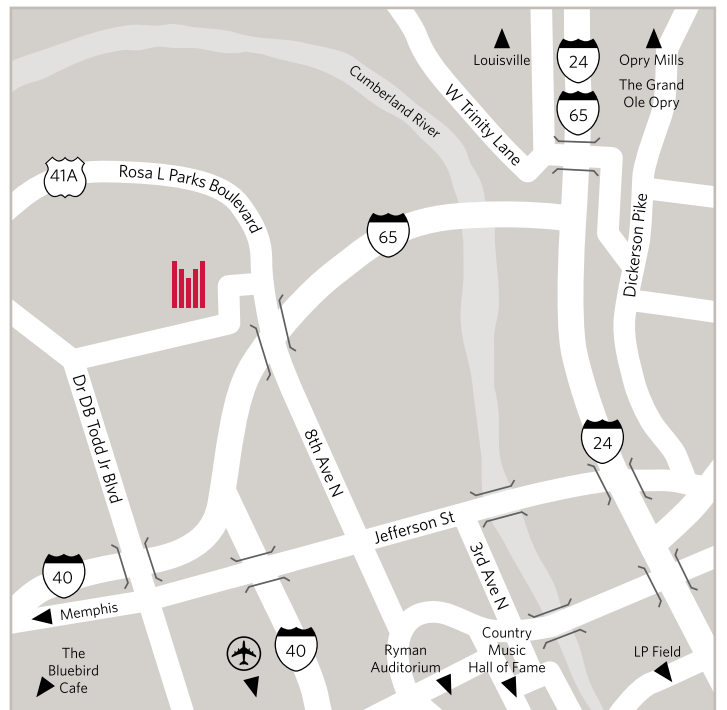 Louisville
24
Opry Mills
The Grand
Ole Opry
65
Cumberland River
W Trinity Lane
41A
Rosa L Parks Boulevard
65
Dickerson Pike
Dr DB Todd Jr Blvd
8th Ave N
24
Jefferson St
3rd Ave N
40
Memphis
The
Bluebird
Cafe
40
Ryman
Auditorium
Country
Music
Hall of Fame
LP Field